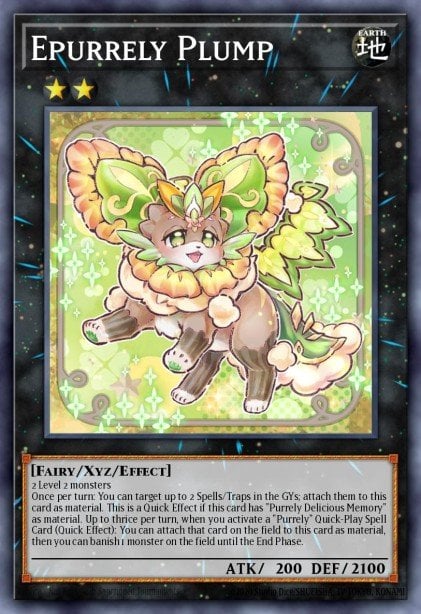 Epurrely Plump
EARTH
地
[Fairy/Xyz/Effect]
2 Level 2 monsters
Once per turn: You can target up to 2 Spells/Traps in the GYs; attach them to this
card as material. This is a Quick Effect if this card has "Purrely Delicious Memory"
as material. Up to thrice per turn, when you activate a "Purrely" Quick-Play Spell
Card (Quick Effect): You can attach that card on the field to this card as material,
then you can banish 1 monster on the field until the End Phase.
ATK/ 200 DEF/2100